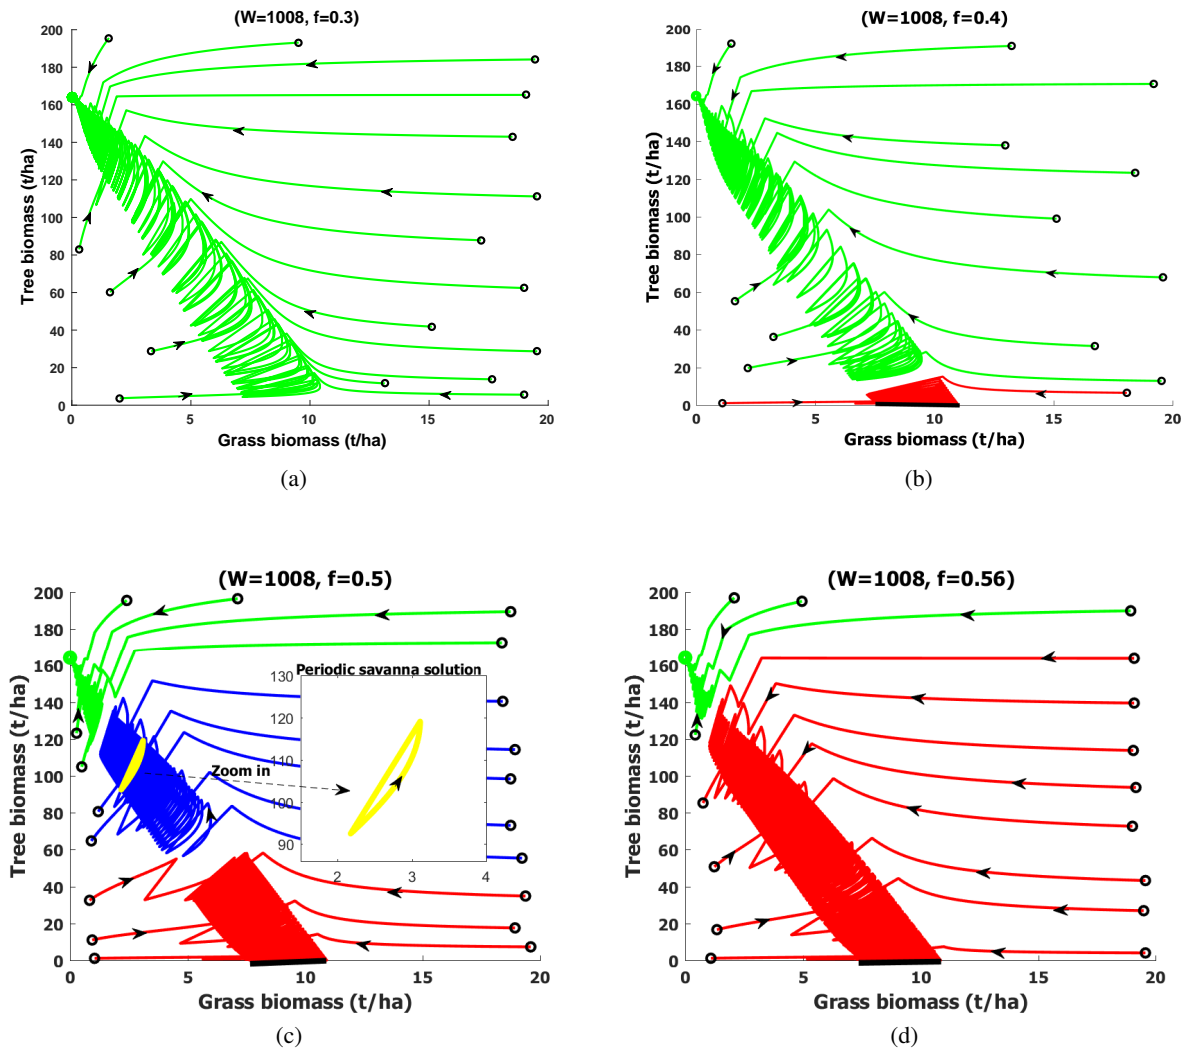 (W=1008, f=0.3)
200
180
160
140
120
100
80
60
40
20
0
Tree biomass (t/ha)
0 5 10 15 20
Grass biomass (t/ha)
(a)
(W=1008, f=0.4)
200
180
160
140
120
100
80
60
40
20
0
Tree biomass (t/ha)
0 5 10 15 20
Grass biomass (t/ha)
(b)
(W=1008, f=0.5)
200
180
160
140
120
100
80
60
40
20
0
Tree biomass (t/ha)
Periodic savanna solution
130
120
110
100
90
2 3 4
Zoom in
0 5 10 15 20
Grass biomass (t/ha)
(c)
(W=1008, f=0.56)
200
180
160
140
120
100
80
60
40
20
0
Tree biomass (t/ha)
0 5 10 15 20
Grass biomass (t/ha)
(d)